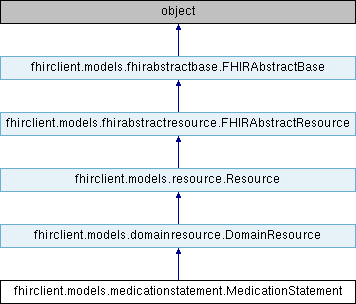 object
fhirclient.models.fhirabstractbase.FHIRAbstractBase
fhirclient.models.fhirabstractresource.FHIRAbstractResource
fhirclient.models.resource.Resource
fhirclient.models.domainresource.DomainResource
fhirclient.models.medicationstatement.MedicationStatement